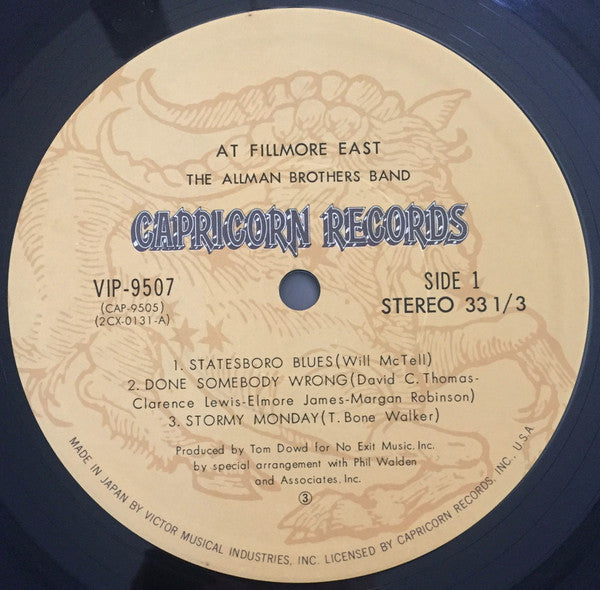 AT FILLMORE EAST
THE ALLMAN BROTHERS BAND
CAPRICORN RECORDS
VIP-9507
(CAP-9505)
(2CX-0131-A)
SIDE 1
STEREO 33 1/3
1. STATESBORO BLUES(Will McTell)
2. DONE SOMEBODY WRONG(David C. Thomas-
Clarence Lewis-Elmore James-Margan Robinson)
3. STORMY MONDAY(T. Bone Walker)
Produced by Tom Dowd for No Exit Music. Inc.
by special arrangement with Phil Walden
and Associates. Inc.
③
MADE IN JAPAN BY VICTOR MUSICAL INDUSTRIES, INC. LICENSED BY CAPRICORN RECORDS, INC., U.S.A